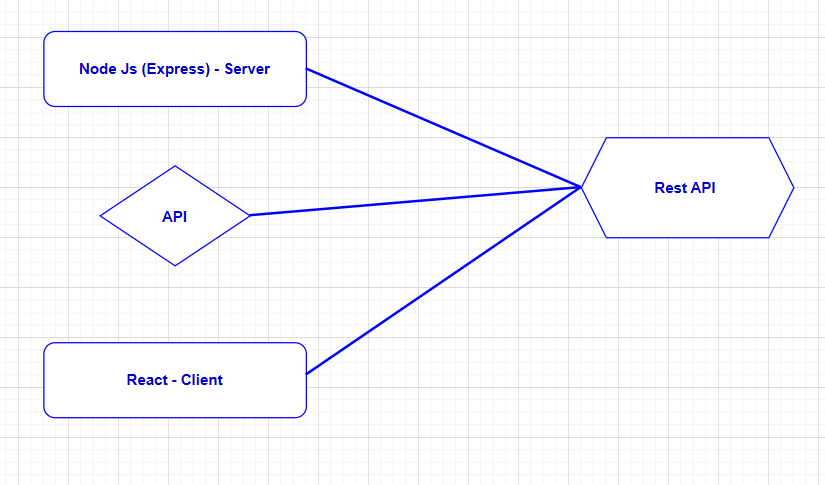 Node Js (Express) - Server
API
Rest API
React - Client